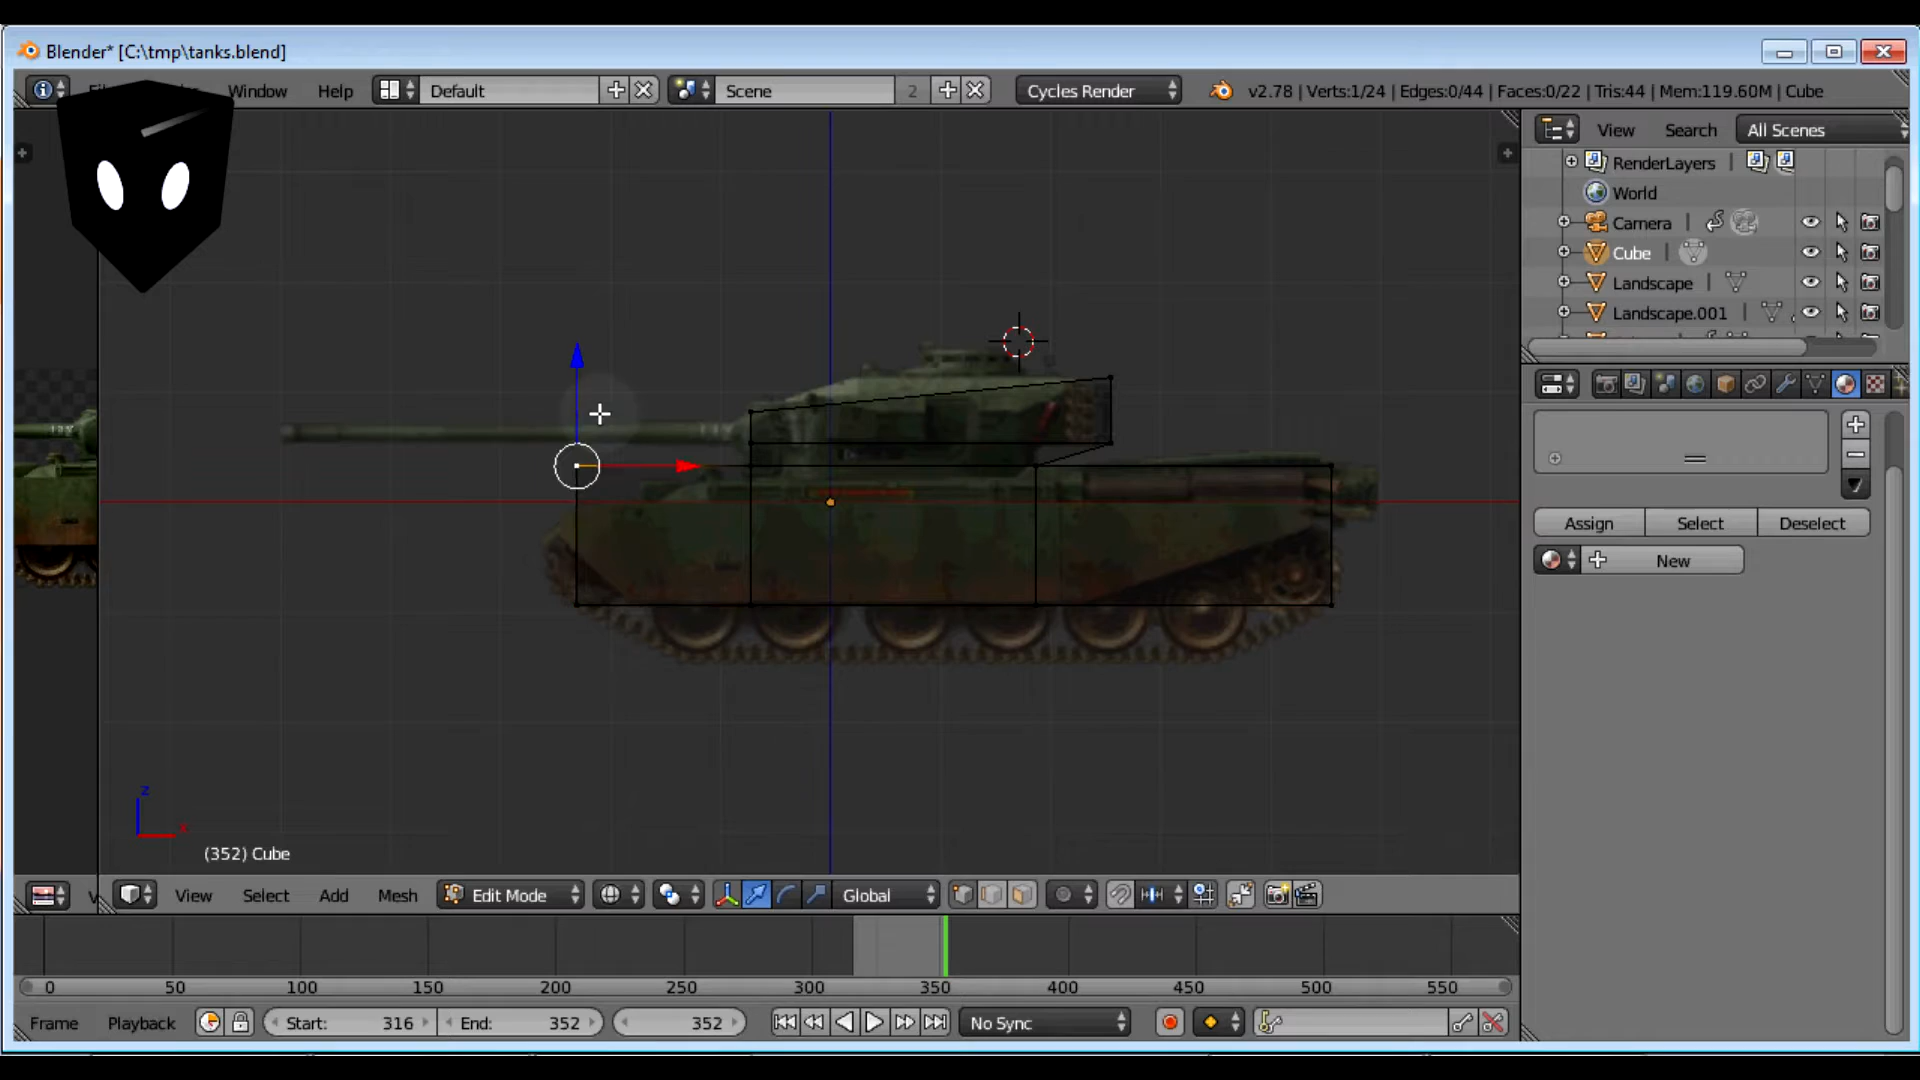 Blender* [C:\tmp\tanks.blend]
Window Help Default Scene 2 Cycles Render v2.78 | Verts:1/24 | Edges:0/44 | Faces:0/22 | Tris:44 | Mem:119.60M | Cube
View Search All Scenes
RenderLayers |
World
Camera |
Cube |
Landscape |
Landscape.001 |
Assign Select Deselect
New
z
x
(352) Cube
V View Select Add Mesh Edit Mode Global
0 50 100 150 200 250 300 350 400 450 500 550
Frame Playback Start: 316 End: 352 352 No Sync